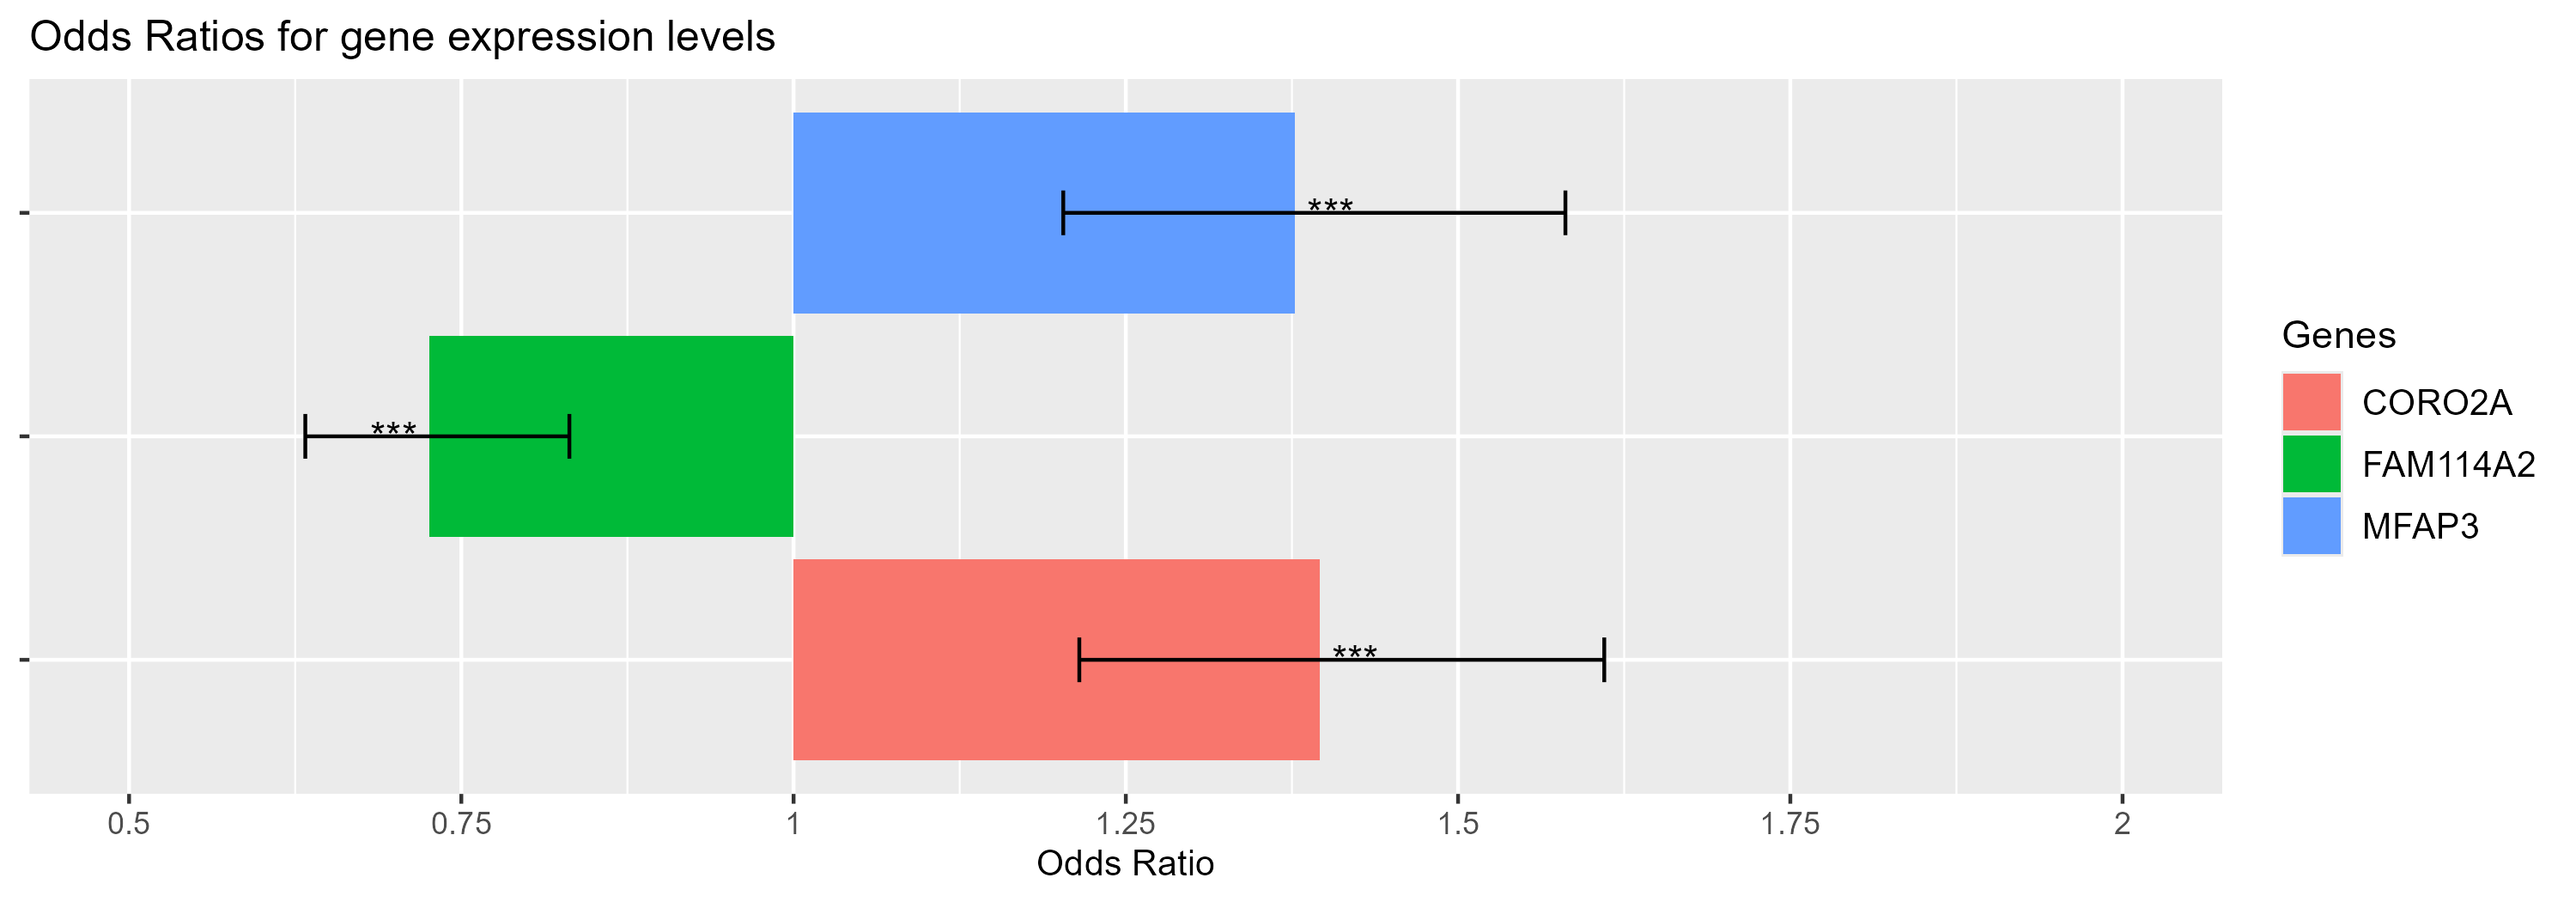 Odds Ratios for gene expression levels
***
***
***
0.5 0.75 1 1.25 1.5 1.75 2
Odds Ratio
Genes
CORO2A
FAM114A2
MFAP3